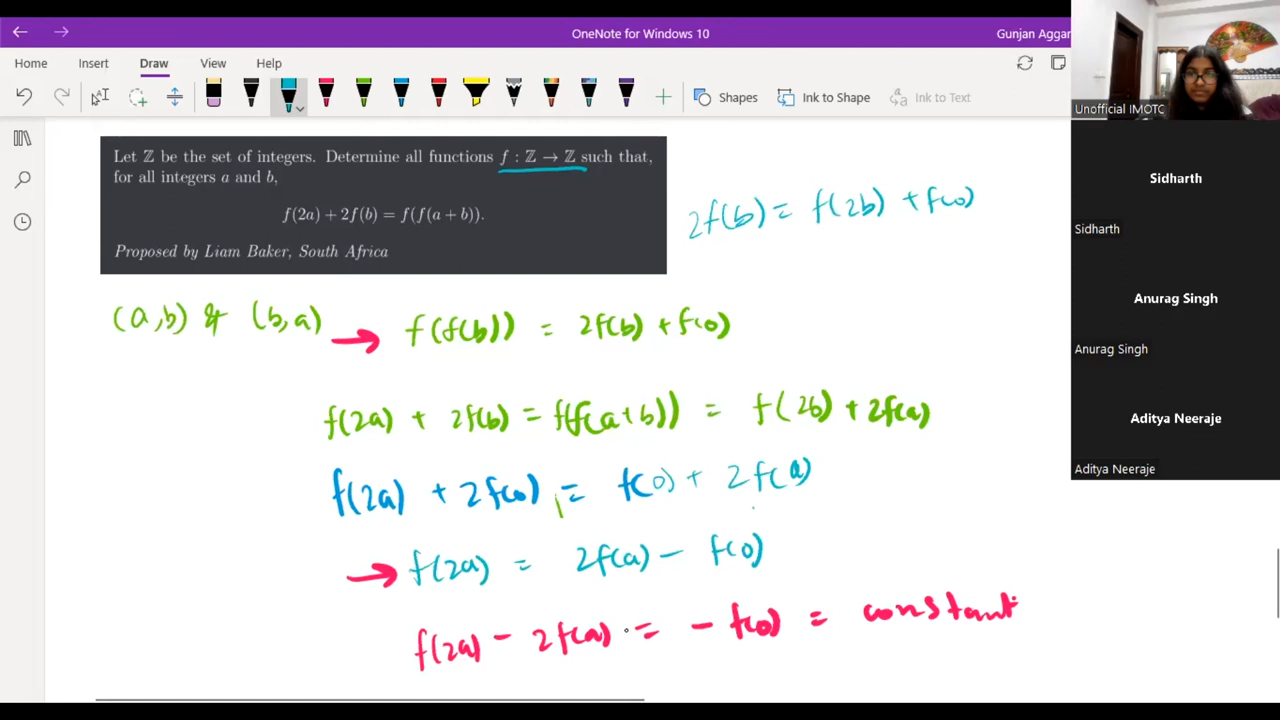 OneNote for Windows 10
Gunjan Aggar
Home Insert Draw View Help
Shapes Ink to Shape Ink to Text
Unofficial IMOTC
Let ℤ be the set of integers. Determine all functions f : ℤ → ℤ such that,
for all integers a and b,
f(2a) + 2f(b) = f(f(a + b)).
Proposed by Liam Baker, South Africa
2f(b) = f(2b) + f(0)
(a,b) & (b,a) → f(f(b)) = 2f(b) + f(0)
f(2a) + 2f(b) = f(f(a+b)) = f(2b) + 2f(a)
f(2a) + 2f(0) = f(0) + 2f(a)
→ f(2a) = 2f(a) - f(0)
f(2a) - 2f(a) = - f(0) = constant
Sidharth
Sidharth
Anurag Singh
Anurag Singh
Aditya Neeraje
Aditya Neeraje